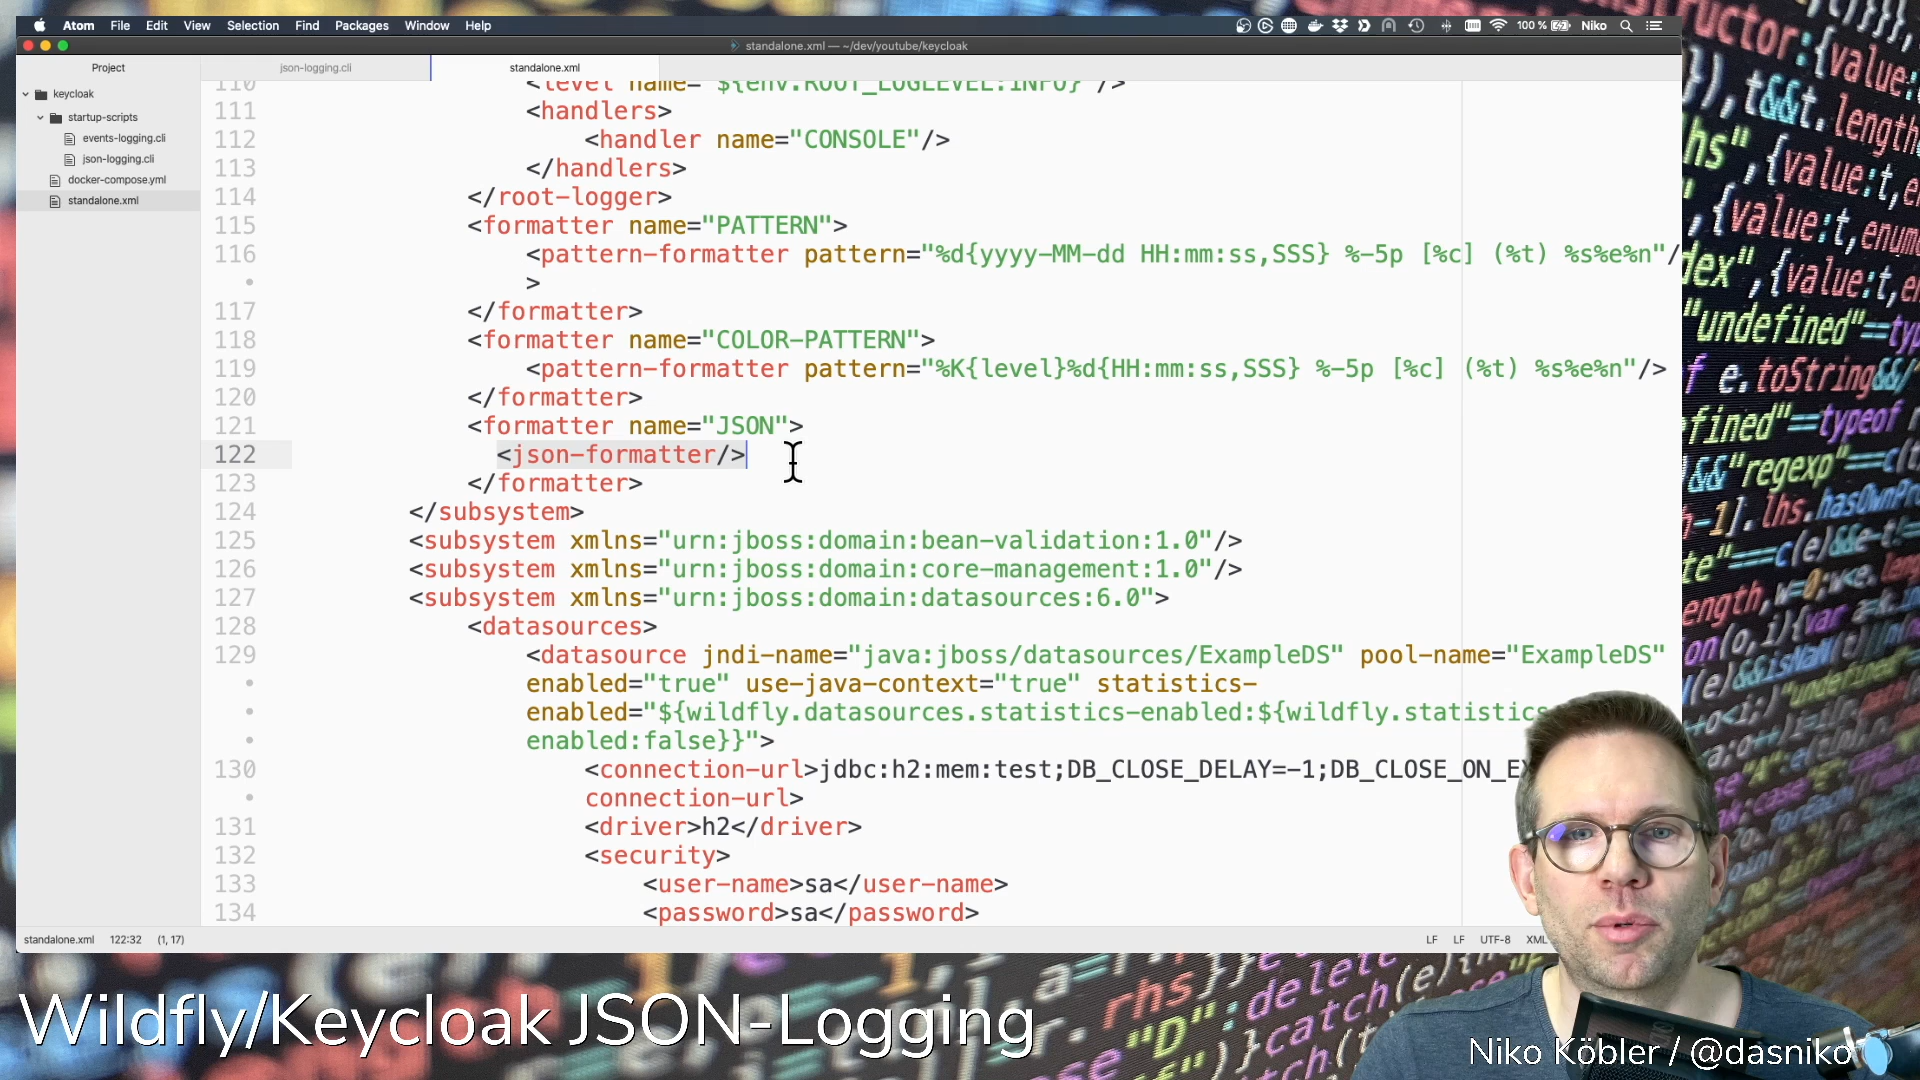 Atom File Edit View Selection Find Packages Window Help
100 % Niko
standalone.xml — ~/dev/youtube/keycloak
Project
json-logging.cli
standalone.xml
keycloak
startup-scripts
events-logging.cli
json-logging.cli
docker-compose.yml
standalone.xml
110 <level name="${env.ROOT_LOGLEVEL:INFO}"/>
111 <handlers>
112 <handler name="CONSOLE"/>
113 </handlers>
114 </root-logger>
115 <formatter name="PATTERN">
116 <pattern-formatter pattern="%d{yyyy-MM-dd HH:mm:ss,SSS} %-5p [%c] (%t) %s%e%n"/
• >
117 </formatter>
118 <formatter name="COLOR-PATTERN">
119 <pattern-formatter pattern="%K{level}%d{HH:mm:ss,SSS} %-5p [%c] (%t) %s%e%n"/>
120 </formatter>
121 <formatter name="JSON">
122 <json-formatter/>
123 </formatter>
124 </subsystem>
125 <subsystem xmlns="urn:jboss:domain:bean-validation:1.0"/>
126 <subsystem xmlns="urn:jboss:domain:core-management:1.0"/>
127 <subsystem xmlns="urn:jboss:domain:datasources:6.0">
128 <datasources>
129 <datasource jndi-name="java:jboss/datasources/ExampleDS" pool-name="ExampleDS"
• enabled="true" use-java-context="true" statistics-
• enabled="${wildfly.datasources.statistics-enabled:${wildfly.statistics
• enabled:false}}">
130 <connection-url>jdbc:h2:mem:test;DB_CLOSE_DELAY=-1;DB_CLOSE_ON_EX
• connection-url>
131 <driver>h2</driver>
132 <security>
133 <user-name>sa</user-name>
134 <password>sa</password>
standalone.xml 122:32 (1, 17)
LF LF UTF-8 XML
Wildfly/Keycloak JSON-Logging
Niko Köbler / @dasniko